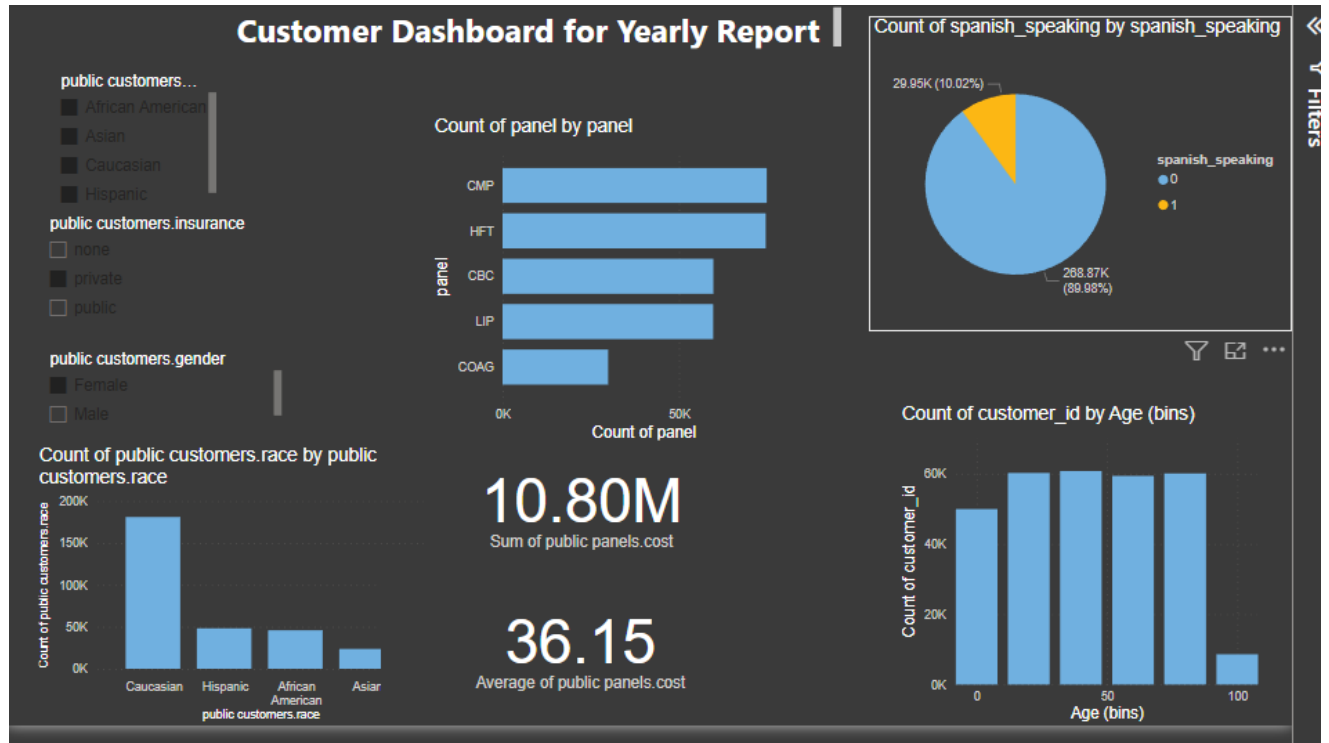 Customer Dashboard for Yearly Report
public customers...
African American
Asian
Caucasian
Hispanic
public customers.insurance
none
private
public
public customers.gender
Female
Male
Count of panel by panel
panel
CMP
HFT
CBC
LIP
COAG
0K
50K
Count of panel
Count of spanish_speaking by spanish_speaking
29.95K (10.02%)
268.87K
(89.98%)
spanish_speaking
0
1
Filters
Count of public customers.race by public
customers.race
Count of public customers.race
200K
150K
100K
50K
0K
Caucasian
Hispanic
African
American
Asiar
public customers.race
10.80M
Sum of public panels.cost
36.15
Average of public panels.cost
Count of customer_id by Age (bins)
Count of customer_id
60K
40K
20K
0K
0
50
100
Age (bins)